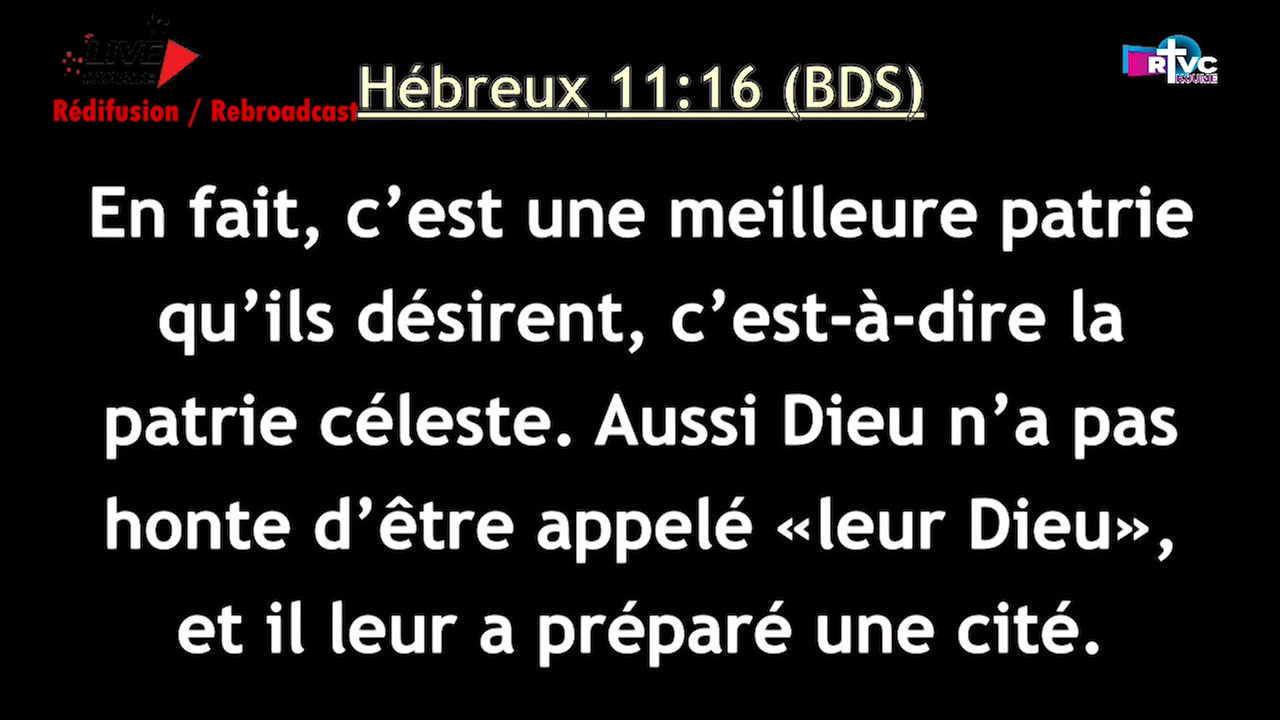 LIVE
Rédifusion / Rebroadcast
Hébreux 11:16 (BDS)
RTVC
En fait, c’est une meilleure patrie
qu’ils désirent, c’est-à-dire la
patrie céleste. Aussi Dieu n’a pas
honte d’être appelé «leur Dieu»,
et il leur a préparé une cité.